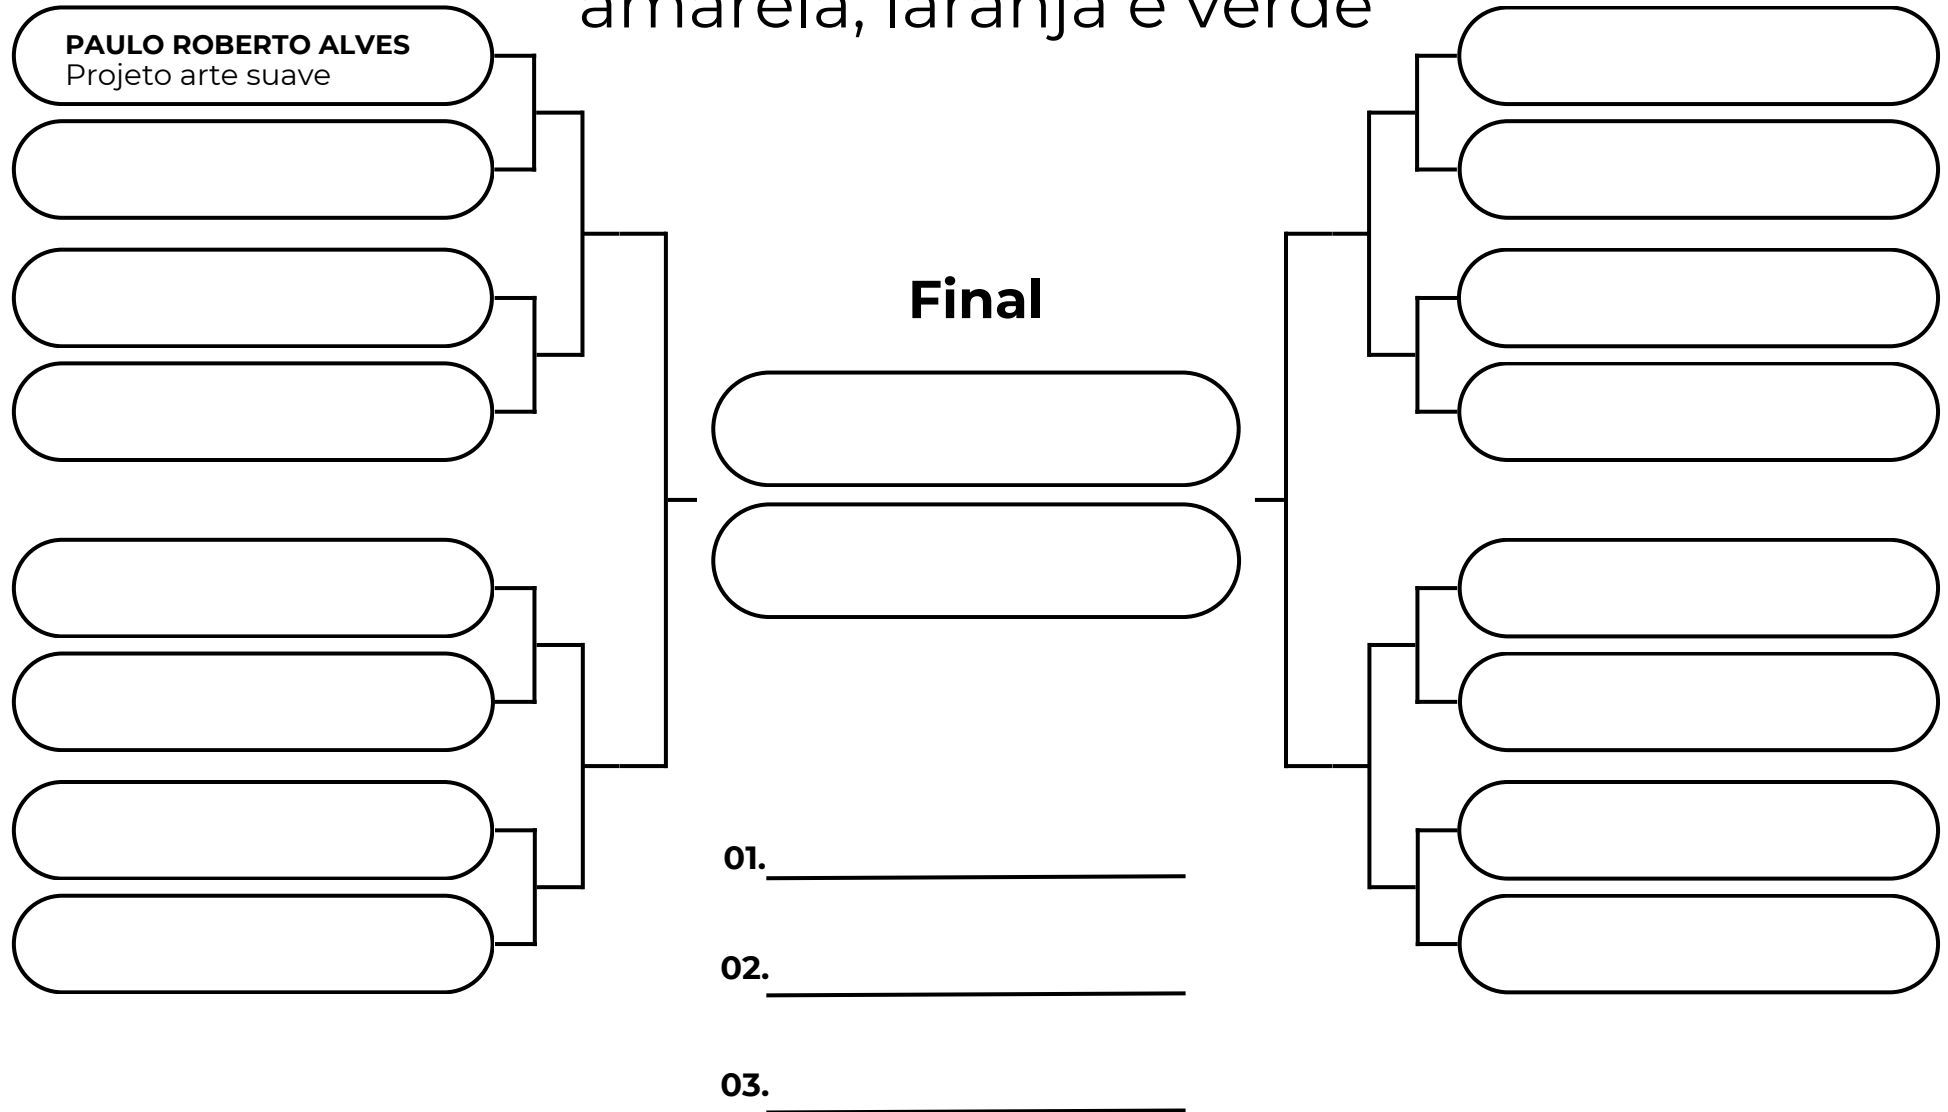 amarela, laranja e verde
PAULO ROBERTO ALVES
Projeto arte suave
Final
01.
02.
03.